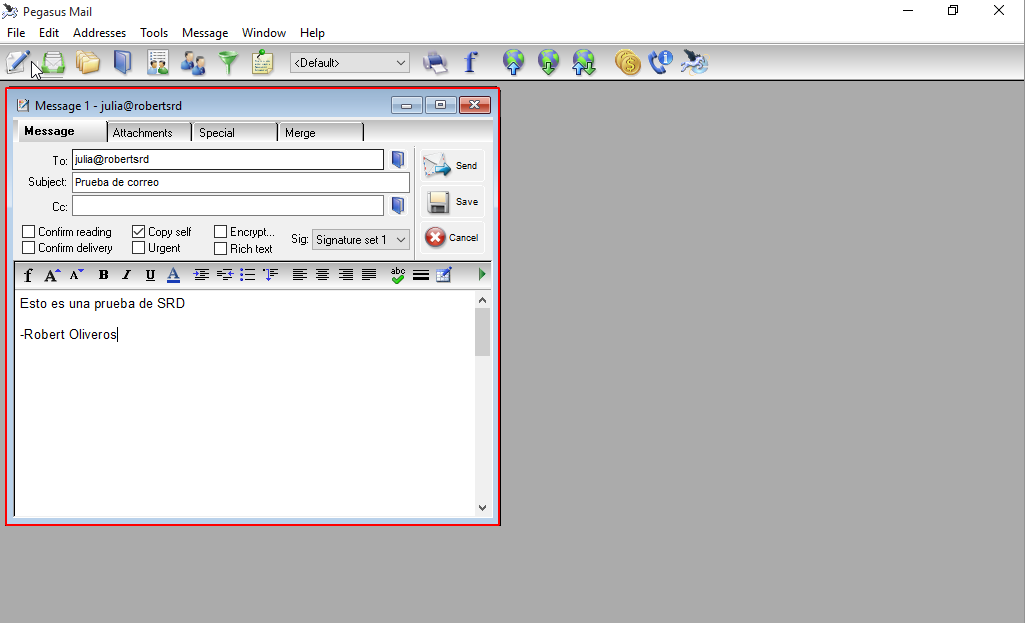 Pegasus Mail
File Edit Addresses Tools Message Window Help
<Default>
Message 1 - julia@robertsrd
Message Attachments Special Merge
To: julia@robertsrd
Send
Subject: Prueba de correo
Cc:
Save
Confirm reading Copy self Encrypt...
Sig: Signature set 1
Cancel
Confirm delivery Urgent Rich text
f A A B I U A abc
Esto es una prueba de SRD
-Robert Oliveros